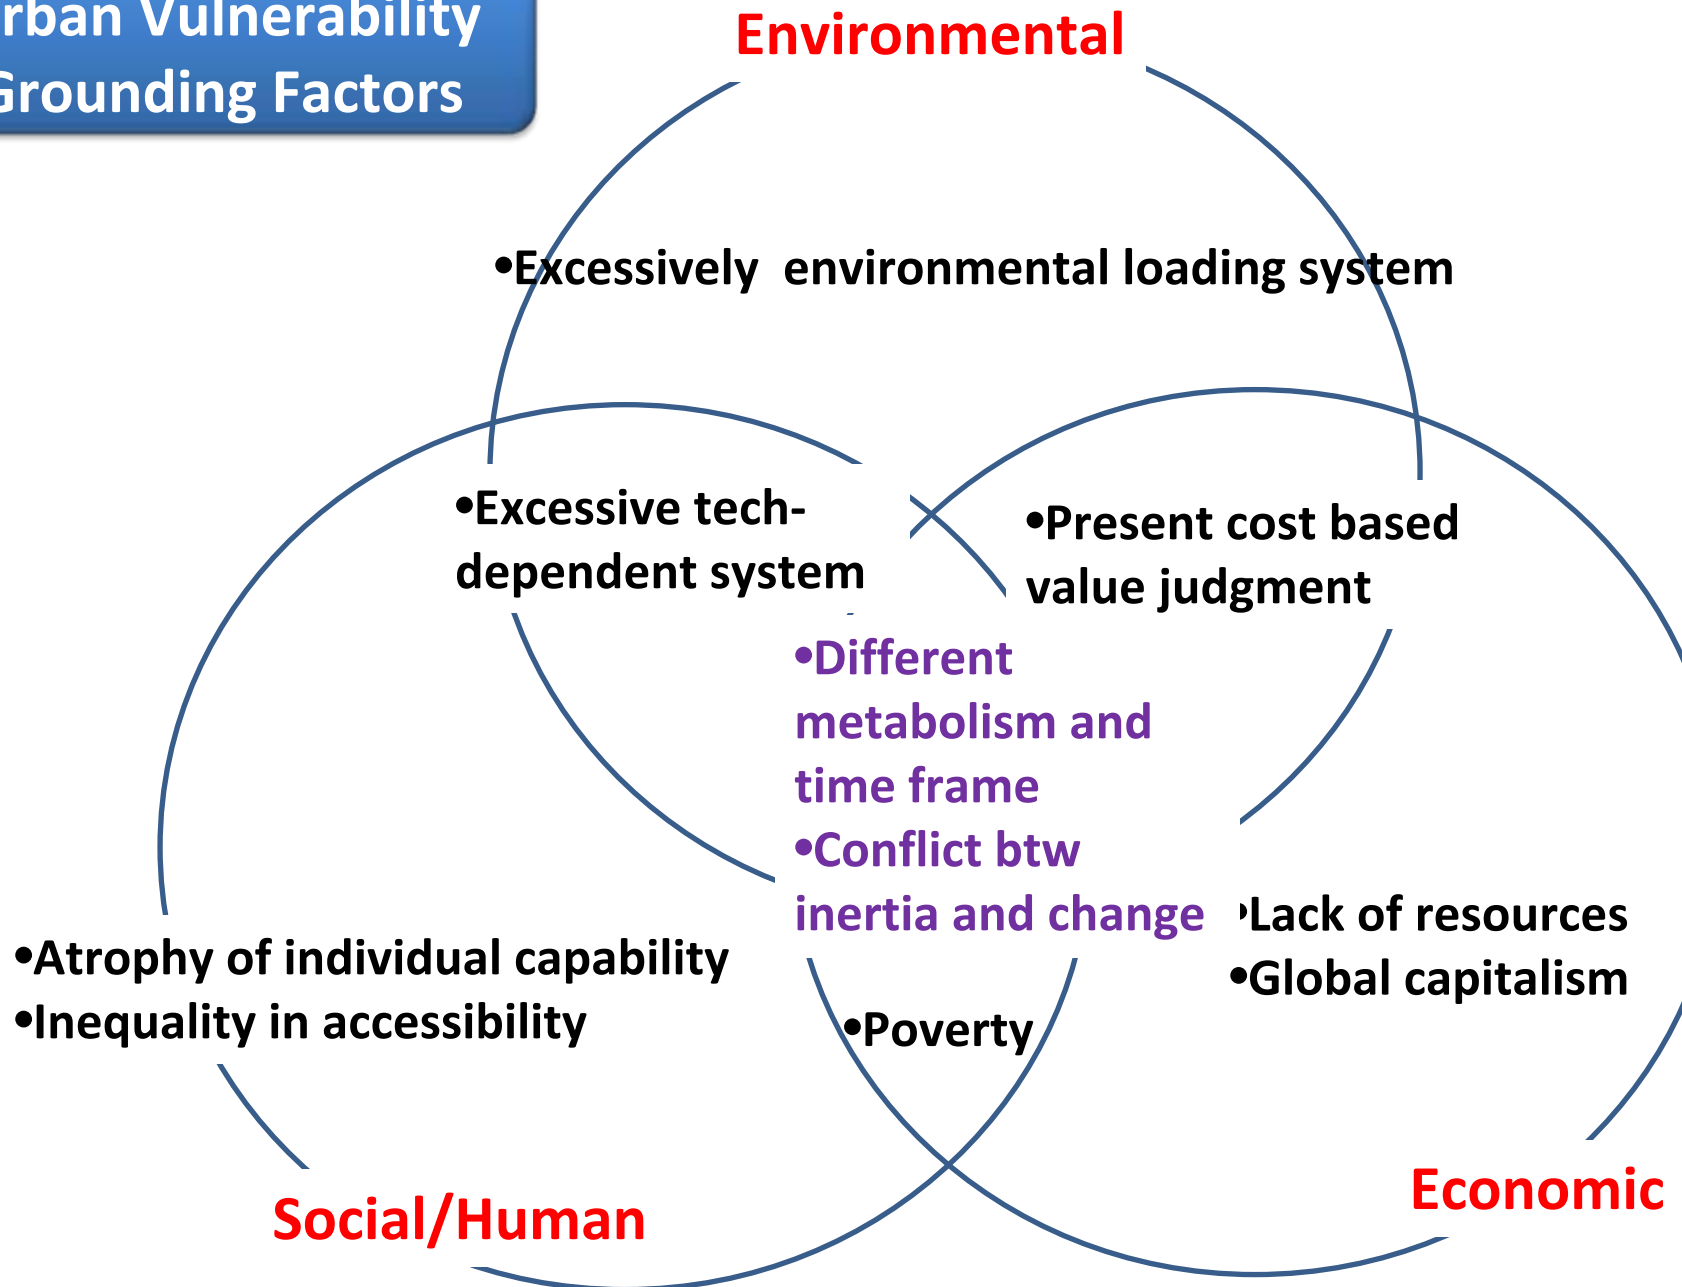 rban Vulnerability
Grounding Factors
Environmental
•Excessively environmental loading system
•Excessive tech-
dependent system
•Present cost based
value judgment
•Different
metabolism and
time frame
•Conflict btw
inertia and change
•Lack of resources
•Global capitalism
•Atrophy of individual capability
•Inequality in accessibility
•Poverty
Economic
Social/Human